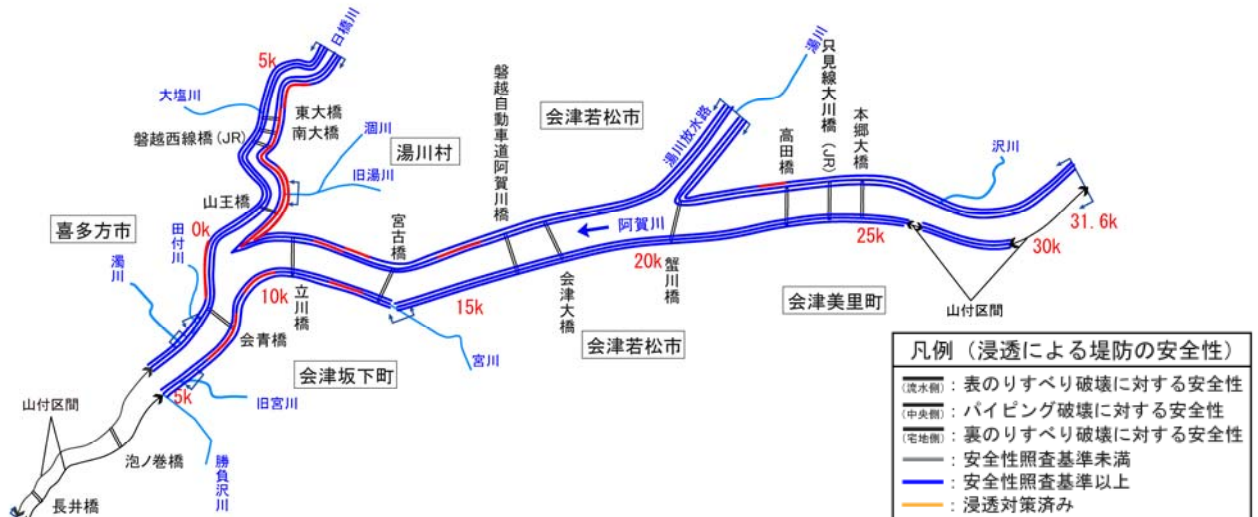 日橋川
5k
大塩川
東大橋
南大橋
磐越西線橋(JR)
涸川
湯川村
旧湯川
山王橋
0k
喜多方市
田付川
濁川
宮古橋
磐越自動車道阿賀川橋
会津若松市
湯川
湯川放水路
高田橋
只見線大川橋(JR)
本郷大橋
沢川
31.6k
30k
25k
山付区間
阿賀川
20k
蟹川橋
会津大橋
15k
会津美里町
会津若松市
宮川
10k
立川橋
会青橋
会津坂下町
旧宮川
5k
勝負沢川
山付区間
泡ノ巻橋
長井橋
凡例(浸透による堤防の安全性)
(流水側):表のりすべり破壊に対する安全性
(中央側):パイピング破壊に対する安全性
(宅地側):裏のりすべり破壊に対する安全性
:安全性照査基準未満
:安全性照査基準以上
:浸透対策済み